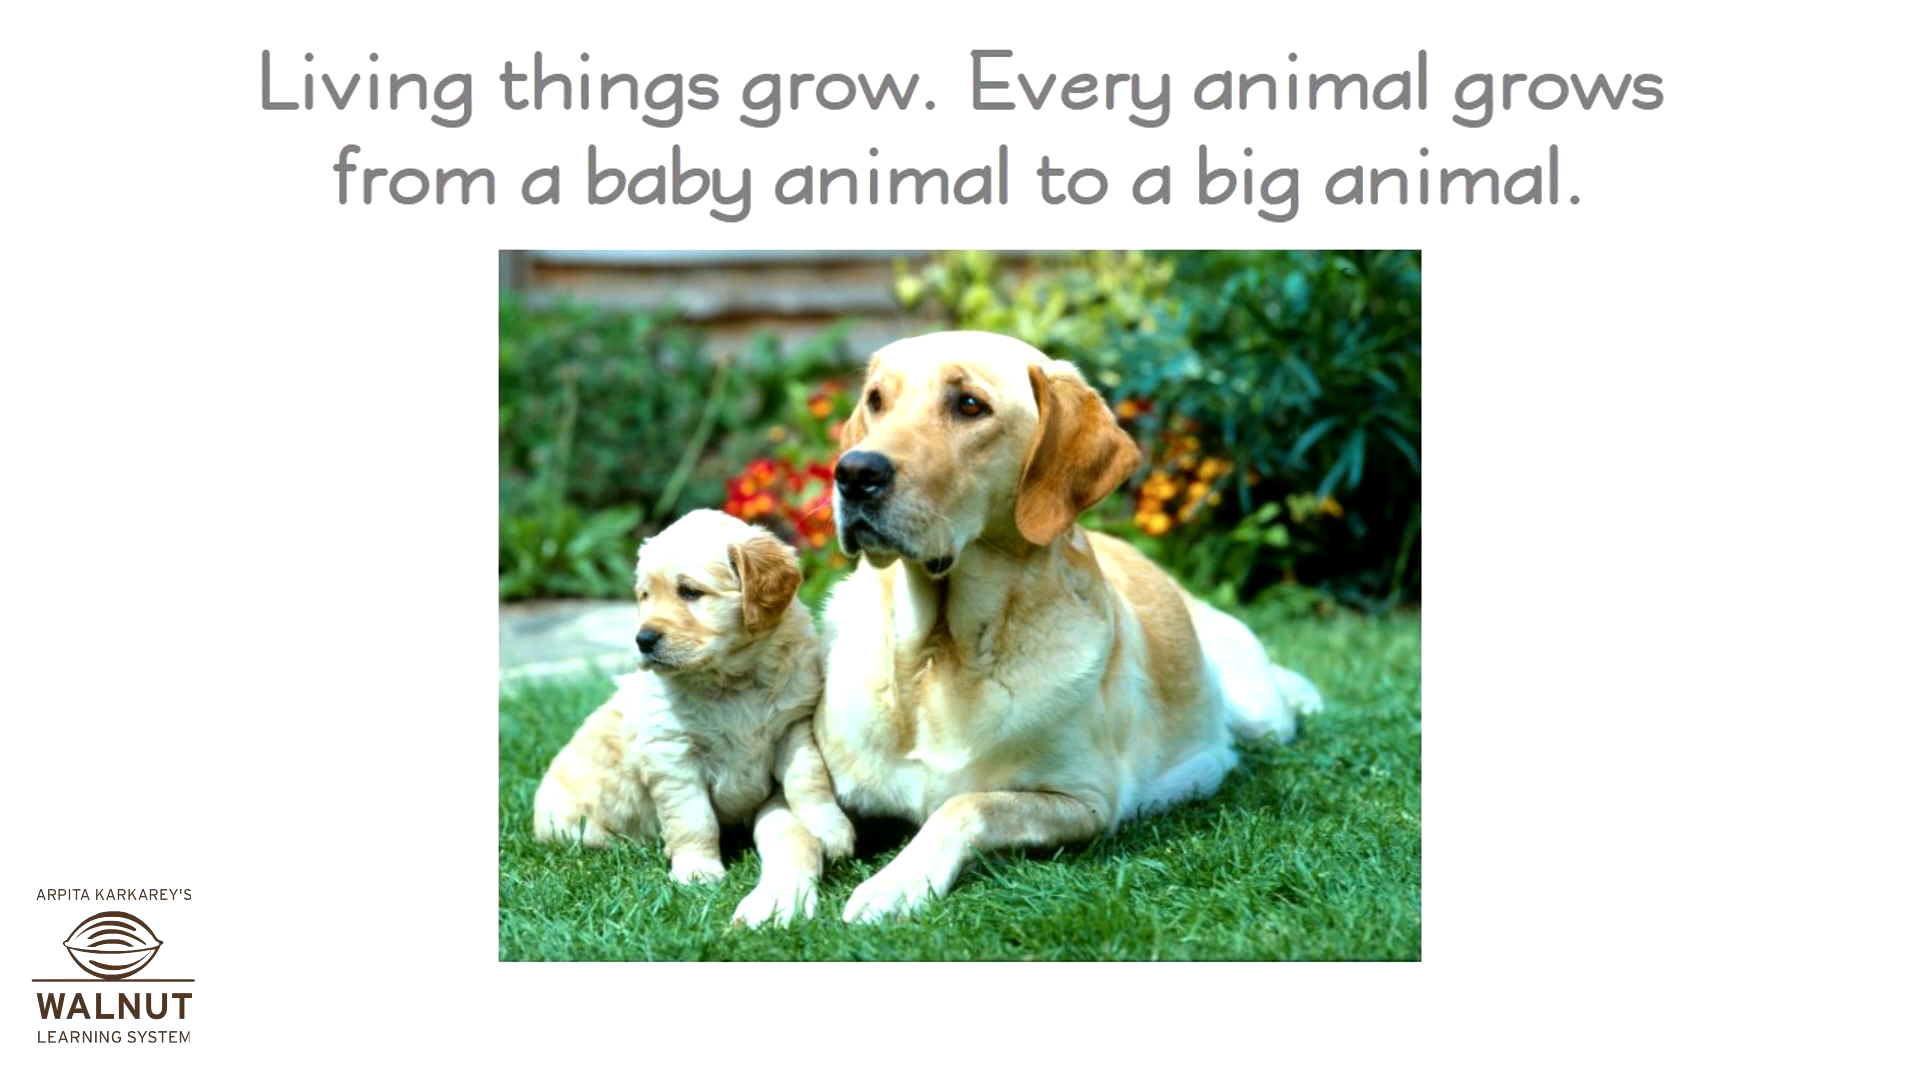 Living things grow. Every animal grows
from a baby animal to a big animal.
ARPITA KARKAREY'S
WALNUT
LEARNING SYSTEM